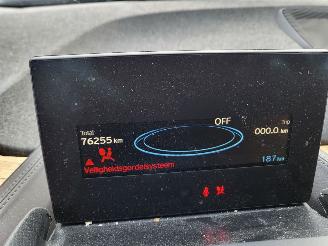 OFF
Total
76255 km
Trip
000.0 km
187 km
Veiligheidsgordelsysteem